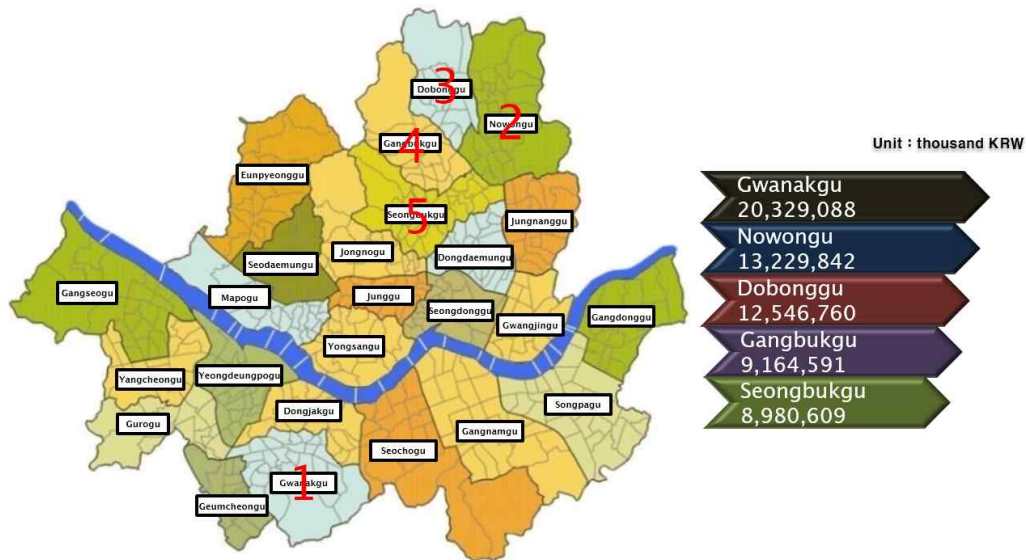 3
Dobonggu
2
Nowongu
4
Gangbukgu
Unit : thousand KRW
Eunpyeonggu
Gwanakgu
20,329,088
5
Seongbukgu
Jungnanggu
Nowongu
13,229,842
Jongnogu
Dongdaemungu
Seodaemungu
Dobonggu
12,546,760
Gangseogu
Mapogu
Junggu
Seongdonggu
Gwangjingu
Gangdonggu
Gangbukgu
9,164,591
Yongsangu
Yangcheongu
Yeongdeungpogu
Seongbukgu
8,980,609
Dongjakgu
Songpagu
Gurogu
Gangnamgu
Seochogu
1
Gwanakgu
Geumcheongu